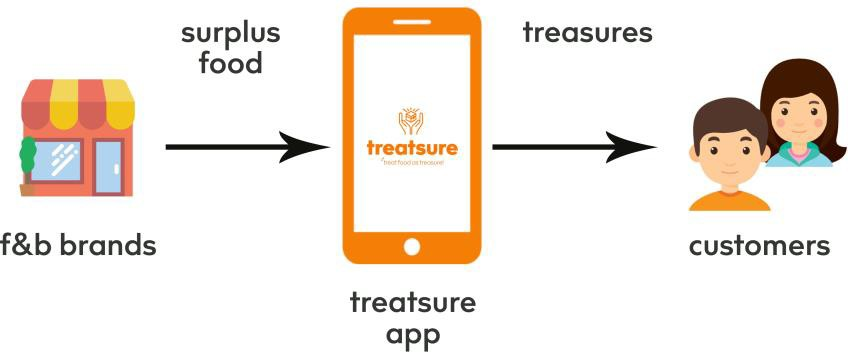 surplus
food
treasures
treatsure
treat food as treasure!
f&b brands
customers
treatsure
app